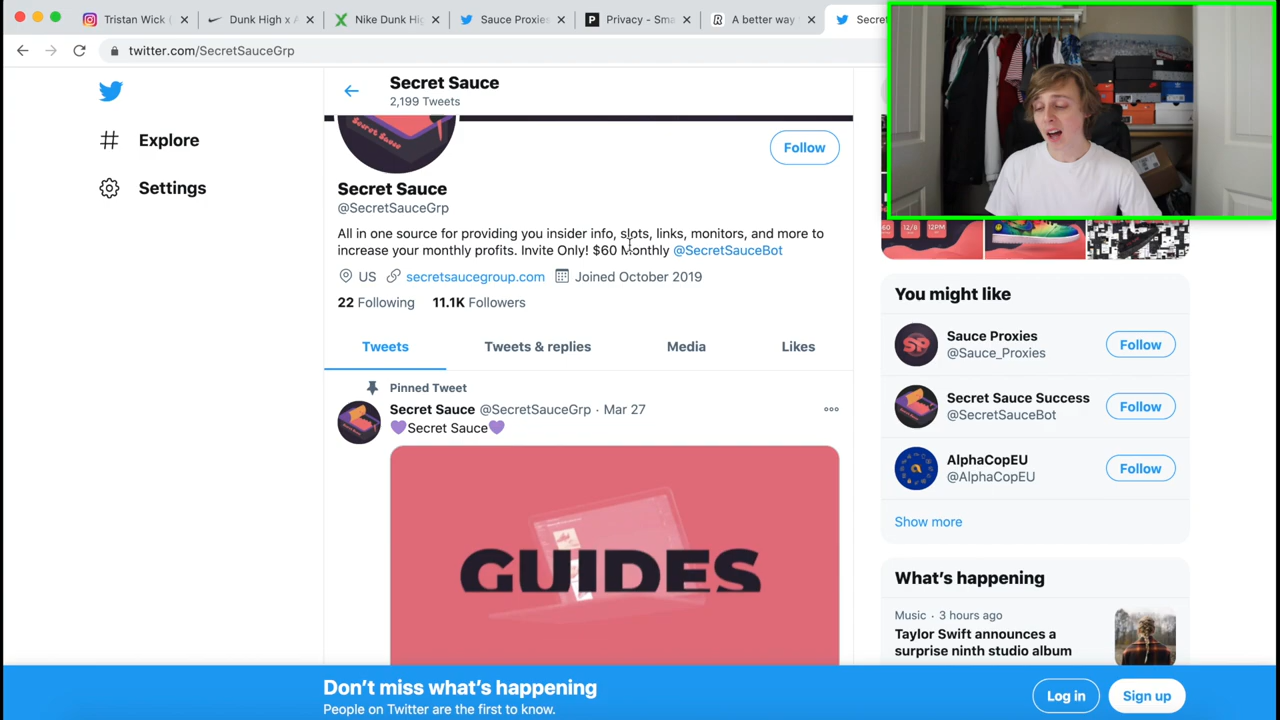 Tristan Wick (
Dunk High x A
Nike Dunk Hig
Sauce Proxies
Privacy - Sma
A better way
Secret
twitter.com/SecretSauceGrp
Explore
Settings
Secret Sauce
2,199 Tweets
Secret Sauce
Follow
Secret Sauce
@SecretSauceGrp
All in one source for providing you insider info, slots, links, monitors, and more to
increase your monthly profits. Invite Only! $60 Monthly @SecretSauceBot
US secretsaucegroup.com Joined October 2019
22 Following 11.1K Followers
Tweets Tweets & replies Media Likes
Pinned Tweet
Secret Sauce @SecretSauceGrp · Mar 27
💜Secret Sauce💜
GUIDES
12/8 12PM
You might like
Sauce Proxies
@Sauce_Proxies
Follow
Secret Sauce Success
@SecretSauceBot
Follow
AlphaCopEU
@AlphaCopEU
Follow
Show more
What's happening
Music · 3 hours ago
Taylor Swift announces a
surprise ninth studio album
Don't miss what's happening
People on Twitter are the first to know.
Log in Sign up